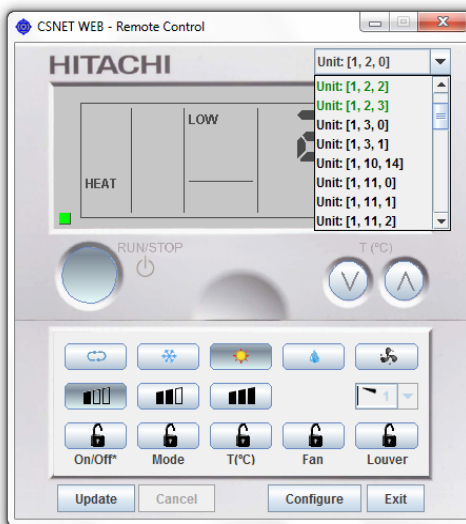 CSNET WEB - Remote Control
HITACHI
Unit: [1, 2, 0]
Unit: [1, 2, 2]
Unit: [1, 2, 3]
Unit: [1, 3, 0]
Unit: [1, 3, 1]
Unit: [1, 10, 14]
Unit: [1, 11, 0]
Unit: [1, 11, 1]
Unit: [1, 11, 2]
LOW
HEAT
RUN/STOP
T (ºC)
1
On/Off* Mode T(ºC) Fan Louver
Update Cancel Configure Exit